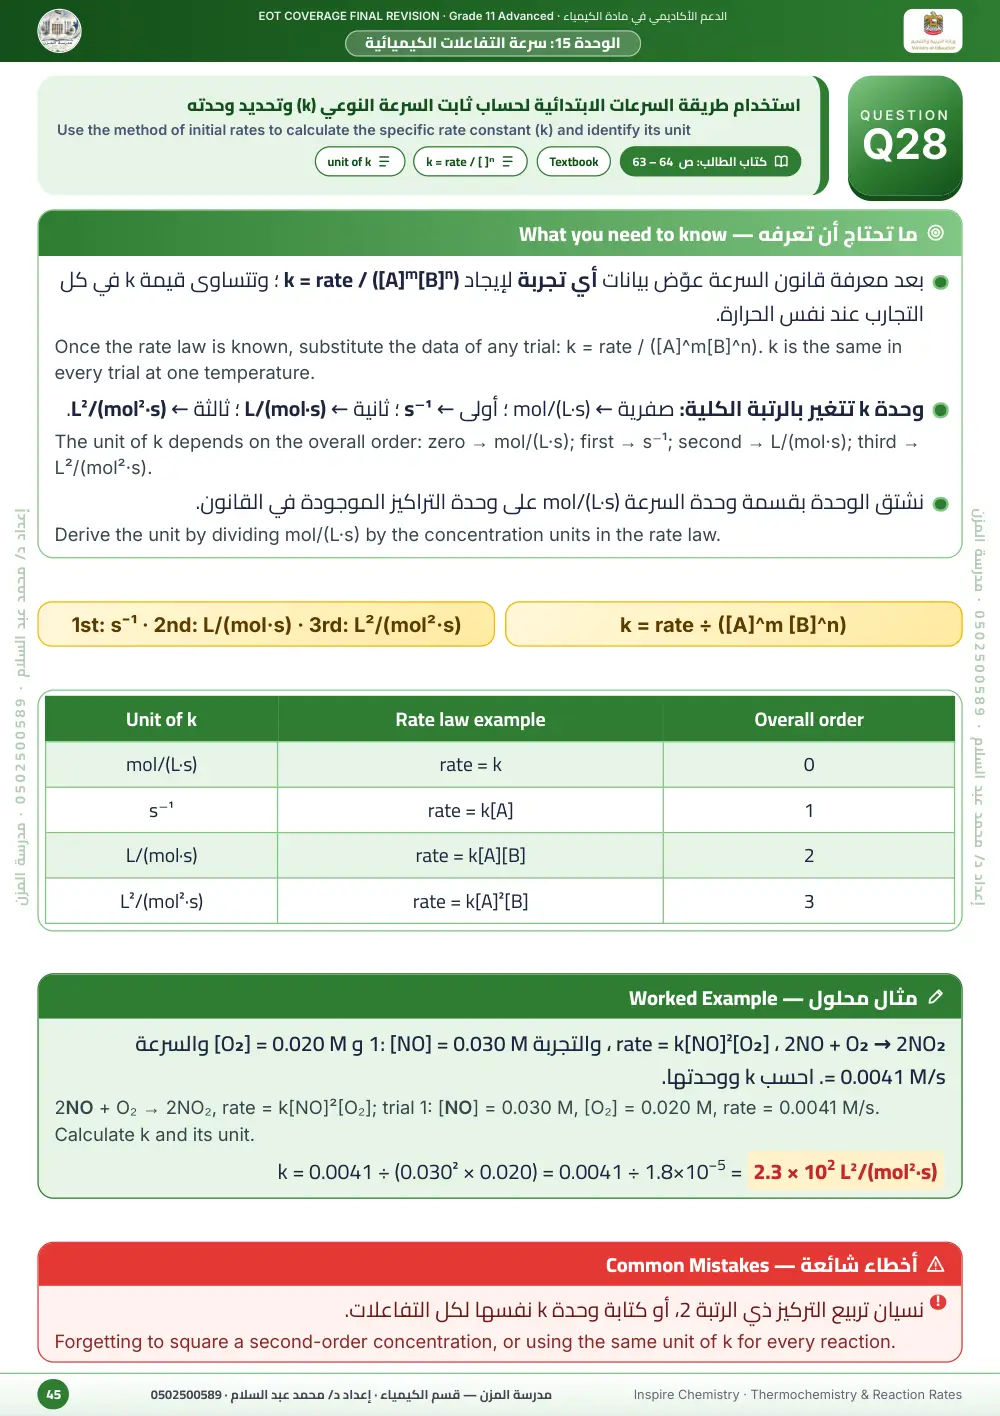 EOT COVERAGE FINAL REVISION · Grade 11 Advanced · الدعم الأكاديمي في مادة الكيمياء
الوحدة 15: سرعة التفاعلات الكيميائية
QUESTION
Q28
استخدام طريقة السرعات الابتدائية لحساب ثابت السرعة النوعي (k) وتحديد وحدته
Use the method of initial rates to calculate the specific rate constant (k) and identify its unit
كتاب الطالب: ص 64 – 63
Textbook
k = rate / [ ]ⁿ
unit of k
ما تحتاج أن تعرفه — What you need to know
بعد معرفة قانون السرعة عوّض بيانات أي تجربة لإيجاد k = rate / ([A]ᵐ[B]ⁿ) ؛ وتتساوى قيمة k في كل
التجارب عند نفس الحرارة.
Once the rate law is known, substitute the data of any trial: k = rate / ([A]^m[B]^n). k is the same in
every trial at one temperature.
وحدة k تتغير بالرتبة الكلية: صفرية ← mol/(L·s) ؛ أولى ← s⁻¹ ؛ ثانية ← L/(mol·s) ؛ ثالثة ← L²/(mol²·s).
The unit of k depends on the overall order: zero → mol/(L·s); first → s⁻¹; second → L/(mol·s); third →
L²/(mol²·s).
نشتق الوحدة بقسمة وحدة السرعة mol/(L·s) على وحدة التراكيز الموجودة في القانون.
Derive the unit by dividing mol/(L·s) by the concentration units in the rate law.
k = rate ÷ ([A]^m [B]^n)
1st: s⁻¹ · 2nd: L/(mol·s) · 3rd: L²/(mol²·s)
Unit of k Rate law example Overall order
mol/(L·s) rate = k 0
s⁻¹ rate = k[A] 1
L/(mol·s) rate = k[A][B] 2
L²/(mol²·s) rate = k[A]²[B] 3
مثال محلول — Worked Example
2NO + O₂ → 2NO₂ ، rate = k[NO]²[O₂] ، والتجربة 1: [NO] = 0.030 M و [O₂] = 0.020 M والسرعة
= 0.0041 M/s. احسب k ووحدتها.
2NO + O₂ → 2NO₂, rate = k[NO]²[O₂]; trial 1: [NO] = 0.030 M, [O₂] = 0.020 M, rate = 0.0041 M/s.
Calculate k and its unit.
k = 0.0041 ÷ (0.030² × 0.020) = 0.0041 ÷ 1.8×10⁻⁵ = 2.3 × 10² L²/(mol²·s)
أخطاء شائعة — Common Mistakes
نسيان تربيع التركيز ذي الرتبة 2، أو كتابة وحدة k نفسها لكل التفاعلات.
Forgetting to square a second-order concentration, or using the same unit of k for every reaction.
إعداد د/ محمد عبد السلام · 0502500589 · مدرسة المزن
إعداد د/ محمد عبد السلام · 0502500589 · مدرسة المزن
45
مدرسة المزن — قسم الكيمياء · إعداد د/ محمد عبد السلام · 0502500589
Inspire Chemistry · Thermochemistry & Reaction Rates